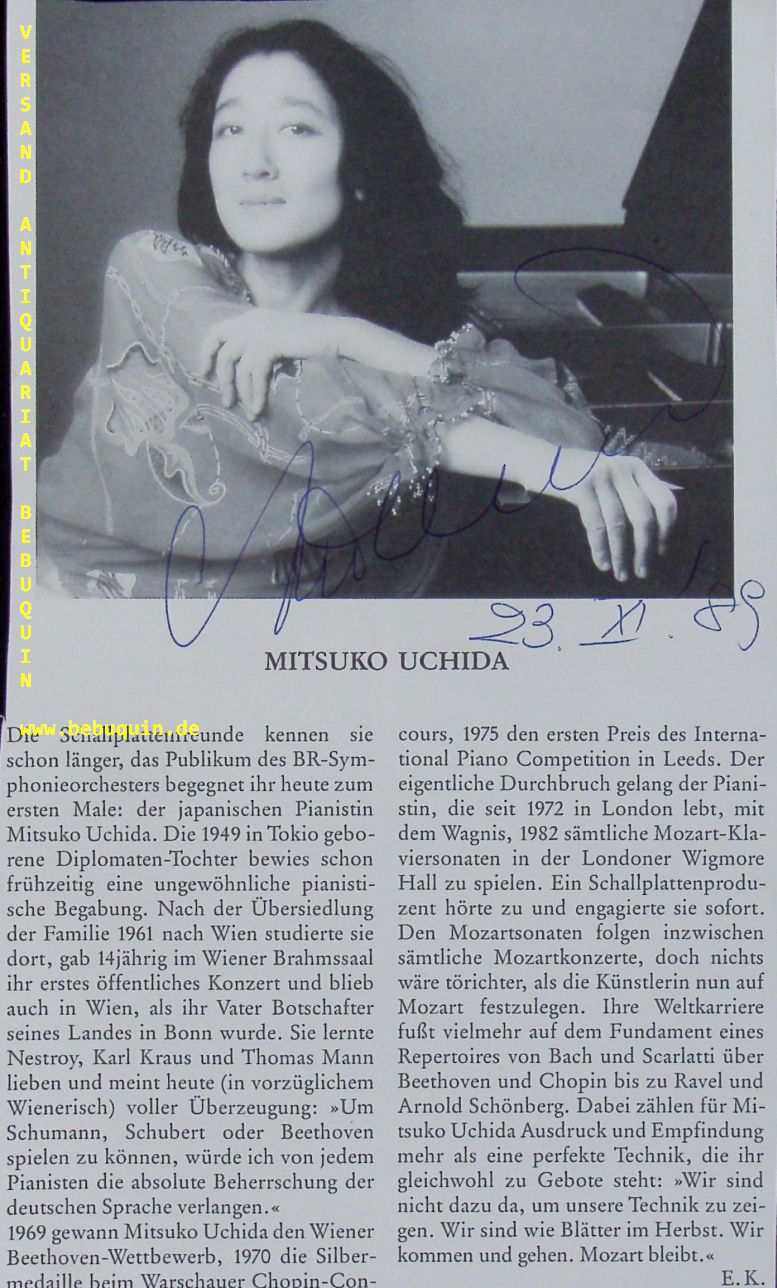 VERSAND ANTIQUARIAT BEBUQUIN
www.bebuquin.de
23. XI. '89
MITSUKO UCHIDA
Die Schallplattenfreunde kennen sie
schon länger, das Publikum des BR-Sym-
phonieorchesters begegnet ihr heute zum
ersten Male: der japanischen Pianistin
Mitsuko Uchida. Die 1949 in Tokio gebo-
rene Diplomaten-Tochter bewies schon
frühzeitig eine ungewöhnliche pianisti-
sche Begabung. Nach der Übersiedlung
der Familie 1961 nach Wien studierte sie
dort, gab 14jährig im Wiener Brahmssaal
ihr erstes öffentliches Konzert und blieb
auch in Wien, als ihr Vater Botschafter
seines Landes in Bonn wurde. Sie lernte
Nestroy, Karl Kraus und Thomas Mann
lieben und meint heute (in vorzüglichem
Wienerisch) voller Überzeugung: »Um
Schumann, Schubert oder Beethoven
spielen zu können, würde ich von jedem
Pianisten die absolute Beherrschung der
deutschen Sprache verlangen.«
1969 gewann Mitsuko Uchida den Wiener
Beethoven-Wettbewerb, 1970 die Silber-
medaille beim Warschauer Chopin-Con-
cours, 1975 den ersten Preis des Interna-
tional Piano Competition in Leeds. Der
eigentliche Durchbruch gelang der Piani-
stin, die seit 1972 in London lebt, mit
dem Wagnis, 1982 sämtliche Mozart-Kla-
viersonaten in der Londoner Wigmore
Hall zu spielen. Ein Schallplattenprodu-
zent hörte zu und engagierte sie sofort.
Den Mozartsonaten folgen inzwischen
sämtliche Mozartkonzerte, doch nichts
wäre törichter, als die Künstlerin nun auf
Mozart festzulegen. Ihre Weltkarriere
fußt vielmehr auf dem Fundament eines
Repertoires von Bach und Scarlatti über
Beethoven und Chopin bis zu Ravel und
Arnold Schönberg. Dabei zählen für Mi-
tsuko Uchida Ausdruck und Empfindung
mehr als eine perfekte Technik, die ihr
gleichwohl zu Gebote steht: »Wir sind
nicht dazu da, um unsere Technik zu zei-
gen. Wir sind wie Blätter im Herbst. Wir
kommen und gehen. Mozart bleibt.«
E. K.